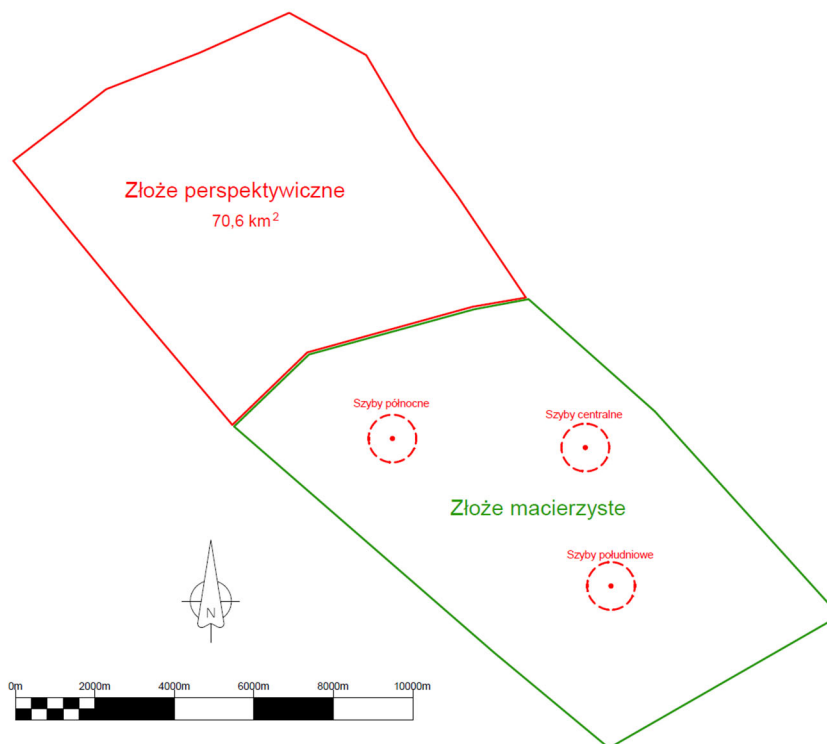 Złoże perspektywiczne
70,6 km²
Szyby północne
Szyby centralne
Złoże macierzyste
Szyby południowe
N
0m 2000m 4000m 6000m 8000m 10000m